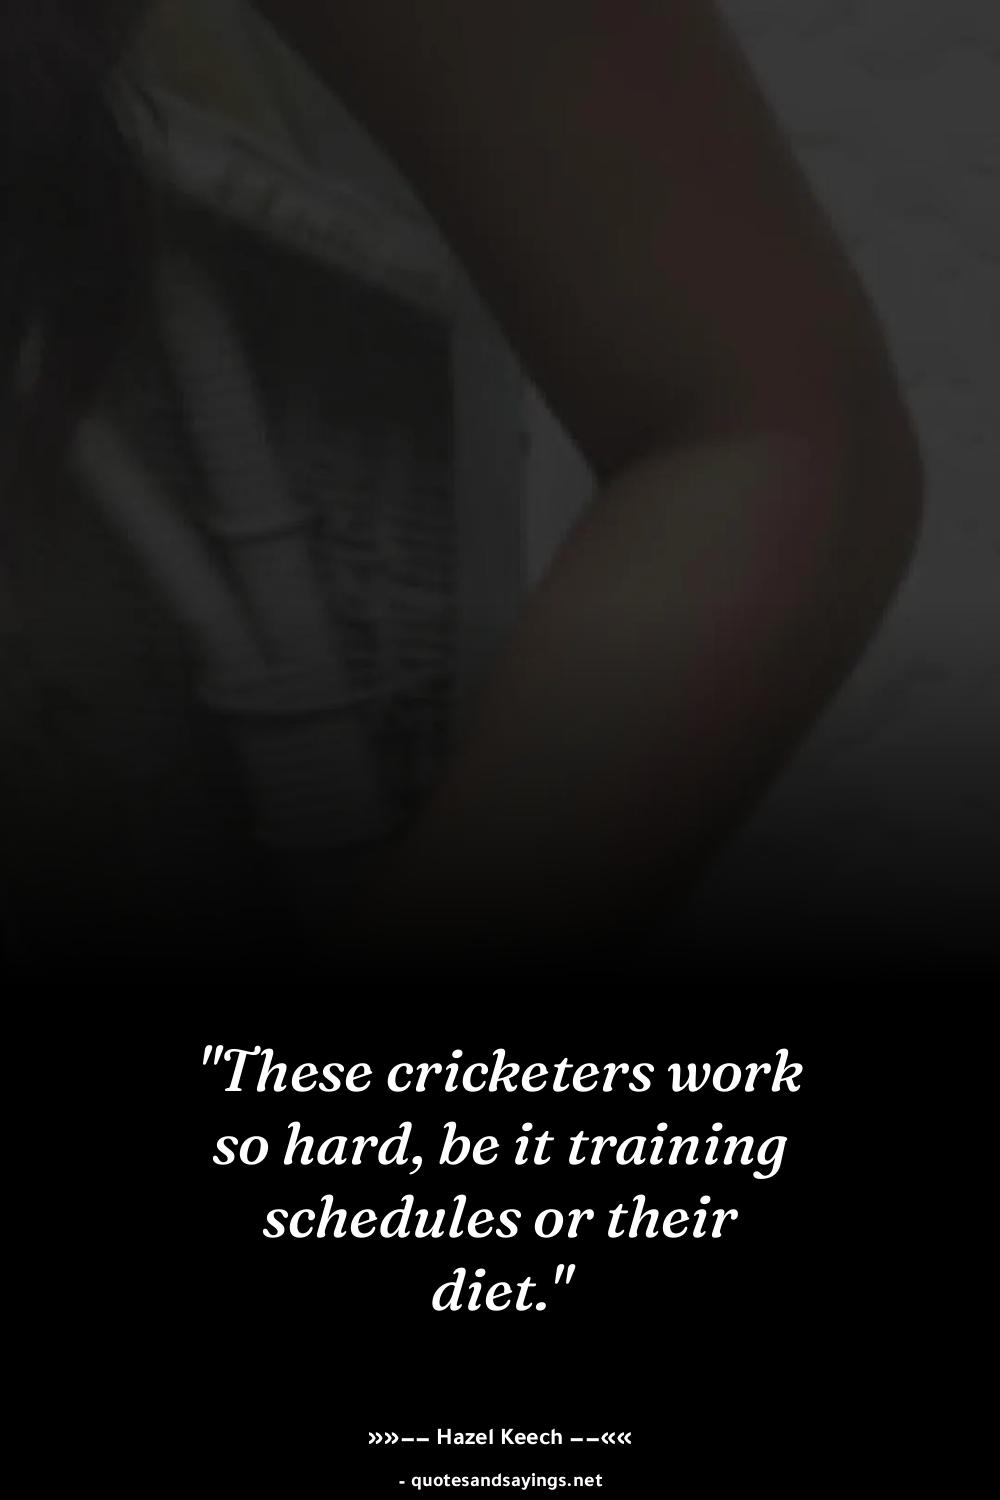 "These cricketers work
so hard, be it training
schedules or their
diet."
»»–– Hazel Keech ––««
- quotesandsayings.net